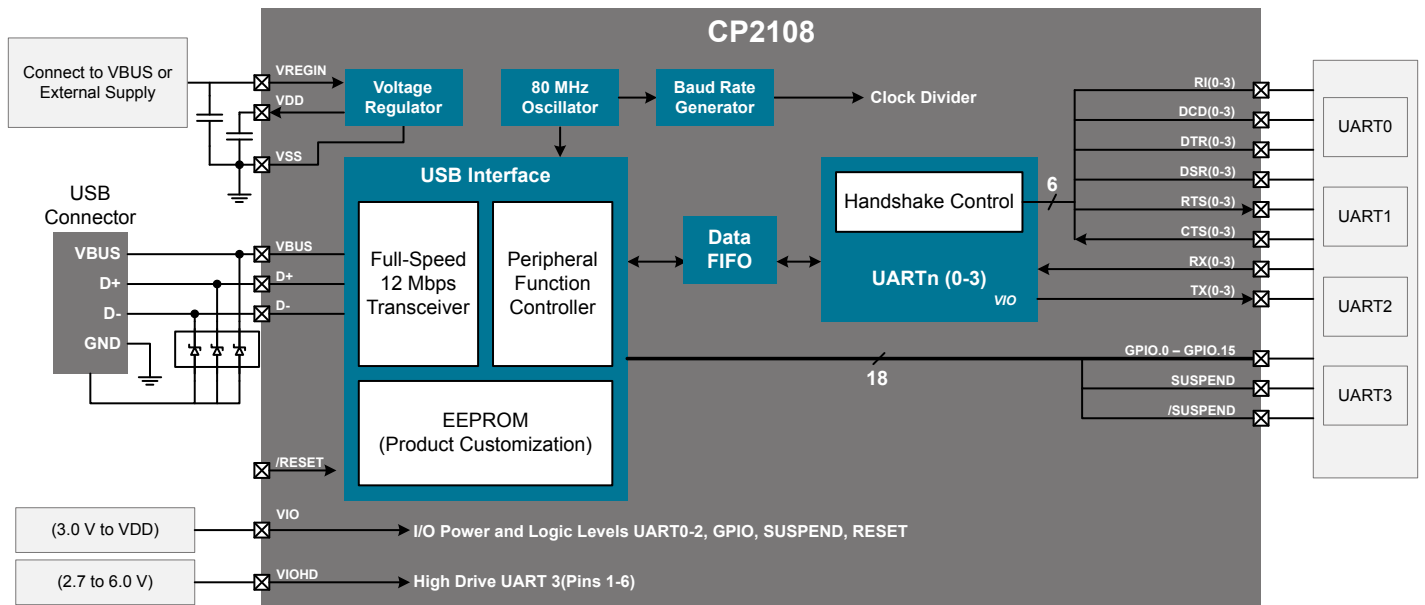 CP2108
Connect to VBUS or
External Supply
VREGIN
VDD
VSS
Voltage
Regulator
80 MHz
Oscillator
Baud Rate
Generator
Clock Divider
USB
Connector
VBUS
D+
D-
GND
VBUS
D+
D-
USB Interface
Full-Speed
12 Mbps
Transceiver
Peripheral
Function
Controller
EEPROM
(Product Customization)
Data
FIFO
Handshake Control
UARTn (0-3)
VIO
6
RI(0-3)
DCD(0-3)
DTR(0-3)
DSR(0-3)
RTS(0-3)
CTS(0-3)
RX(0-3)
TX(0-3)
18
GPIO.0 – GPIO.15
SUSPEND
/SUSPEND
UART0
UART1
UART2
UART3
/RESET
(3.0 V to VDD)
VIO
I/O Power and Logic Levels UART0-2, GPIO, SUSPEND, RESET
(2.7 to 6.0 V)
VIOHD
High Drive UART 3(Pins 1-6)